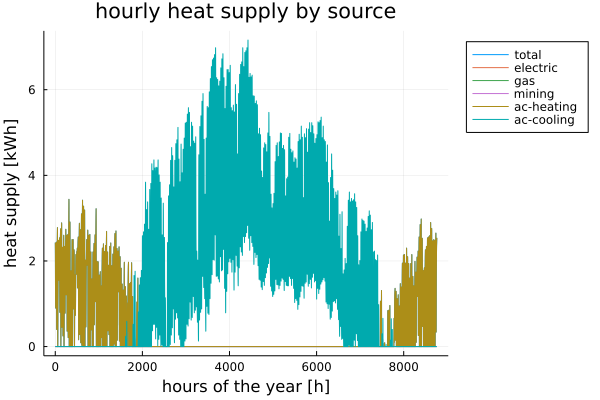 hourly heat supply by source
total
electric
gas
mining
ac-heating
ac-cooling
heat supply [kWh]
6
4
2
0
0 2000 4000 6000 8000
hours of the year [h]